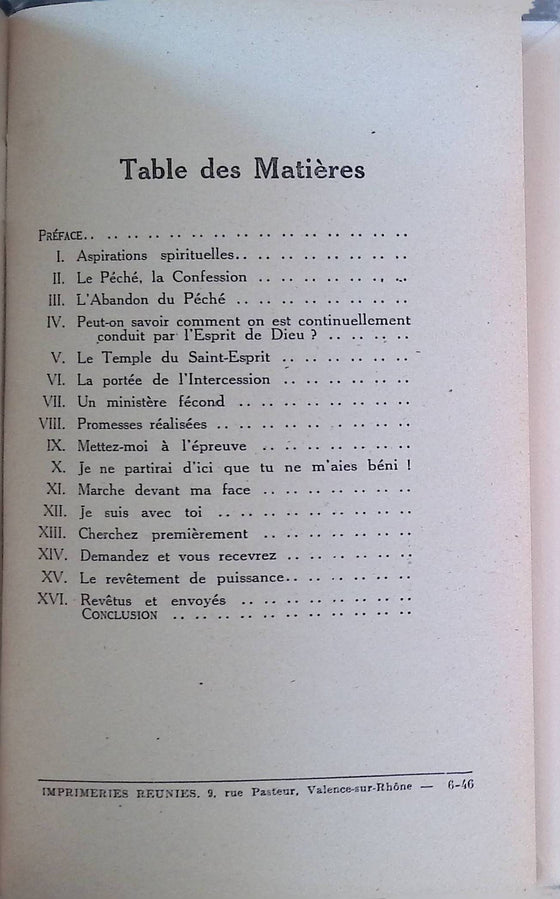 Table des Matières
PRÉFACE.. .. .. .. .. .. .. .. .. .. .. .. .. .. ..
I. Aspirations spirituelles.. .. .. .. .. .. .. .. ..
II. Le Péché, la Confession .. .. .. .. .. .. ..
III. L'Abandon du Péché .. .. .. .. .. .. .. ..
IV. Peut-on savoir comment on est continuellement
conduit par l'Esprit de Dieu ? .. .. .. ..
V. Le Temple du Saint-Esprit .. .. .. .. .. ..
VI. La portée de l'Intercession .. .. .. .. .. ..
VII. Un ministère fécond .. .. .. .. .. .. .. ..
VIII. Promesses réalisées .. .. .. .. .. .. .. .. ..
IX. Mettez-moi à l'épreuve .. .. .. .. .. .. ..
X. Je ne partirai d'ici que tu ne m'aies béni !
XI. Marche devant ma face .. .. .. .. .. .. ..
XII. Je suis avec toi .. .. .. .. .. .. .. .. ..
XIII. Cherchez premièrement .. .. .. .. .. .. ..
XIV. Demandez et vous recevrez .. .. .. .. .. ..
XV. Le revêtement de puissance.. .. .. .. .. ..
XVI. Revêtus et envoyés .. .. .. .. .. .. .. ..
CONCLUSION .. .. .. .. .. .. .. .. .. .. ..
IMPRIMERIES REUNIES. 9, rue Pasteur, Valence-sur-Rhône — 6-46